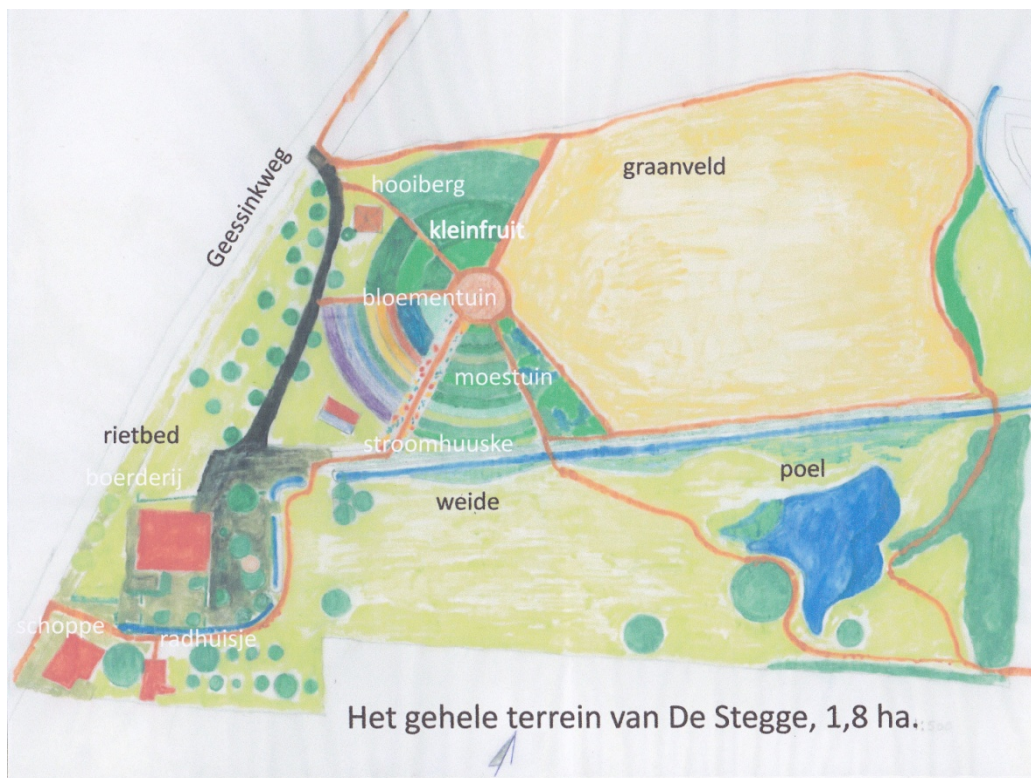 graanveld
hooiberg
Geessinkweg
kleinfruit
bloementuin
moestuin
rietbed
stroomhuuske
boerderij
poel
weide
schoppe
radhuisje
Het gehele terrein van De Stegge, 1,8 ha.